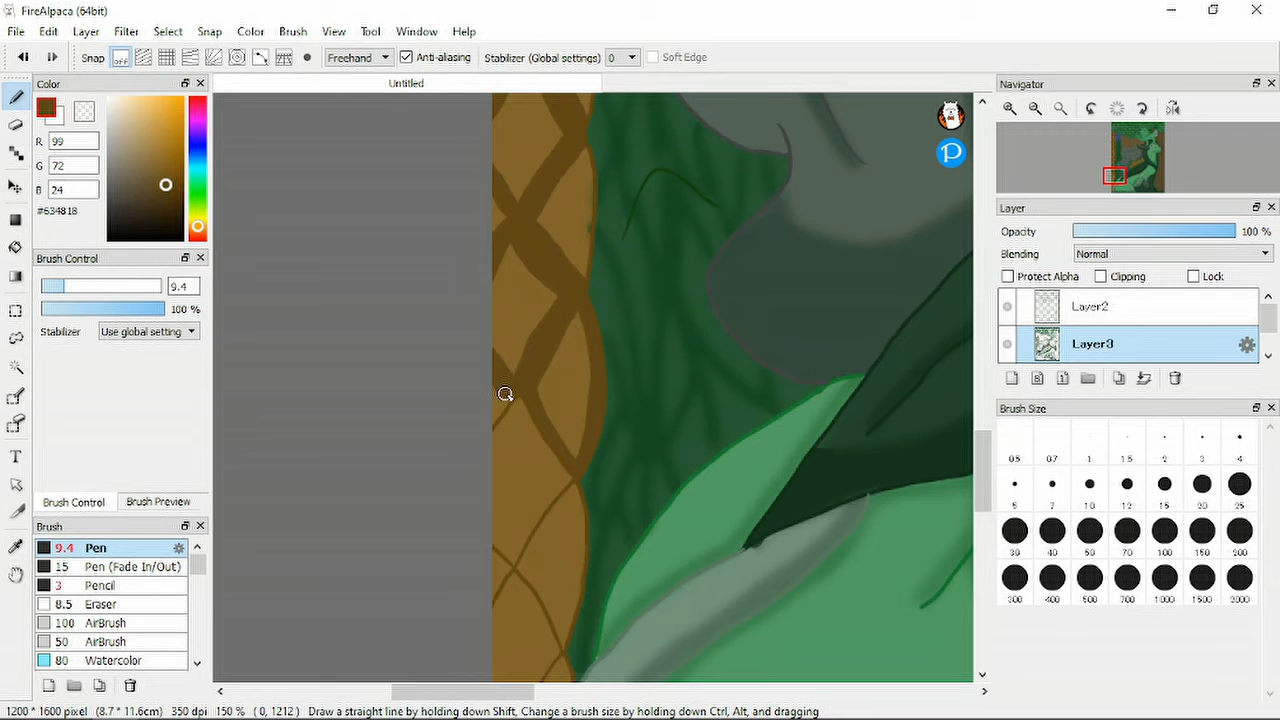 FireAlpaca (64bit)
File Edit Layer Filter Select Snap Color Brush View Tool Window Help
Snap off Freehand Anti-aliasing Stabilizer (Global settings) 0 Soft Edge
Color
Untitled
Navigator
R 99
G 72
B 24
#634818
Layer
Opacity 100 %
Blending Normal
Protect Alpha Clipping Lock
Layer2
Layer3
Brush Control
9.4
100 %
Stabilizer Use global setting
Brush Control Brush Preview
Brush
9.4 Pen
15 Pen (Fade In/Out)
3 Pencil
8.5 Eraser
100 AirBrush
50 AirBrush
80 Watercolor
Brush Size
0.5 0.7 1 1.5 2 3 4
5 7 10 12 15 20 25
30 40 50 70 100 150 200
300 400 500 700 1000 1500 2000
1200 * 1600 pixel (8.7 * 11.6cm) 350 dpi 150 % ( 0, 1212 ) Draw a straight line by holding down Shift, Change a brush size by holding down Ctrl, Alt, and dragging